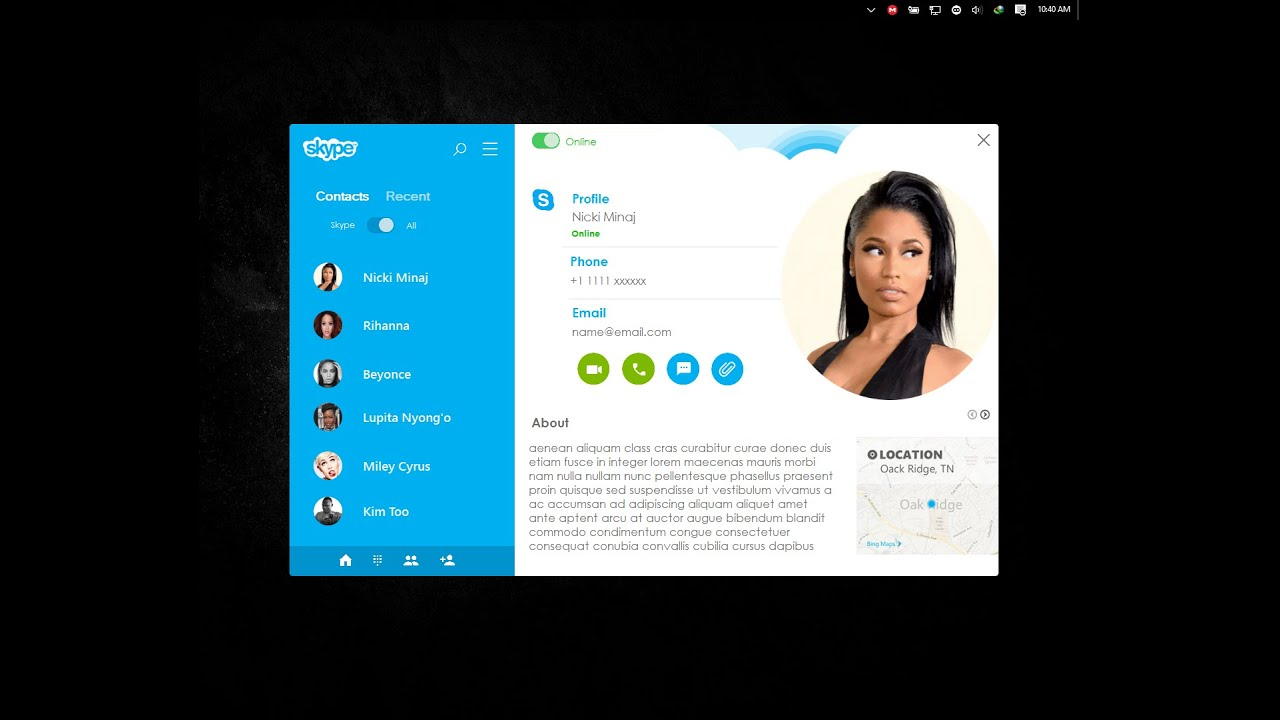 10:40 AM
skype
Contacts Recent
Skype All
Nicki Minaj
Rihanna
Beyonce
Lupita Nyong'o
Miley Cyrus
Kim Too
Online
Profile
Nicki Minaj
Online
Phone
+1 1111 xxxxxx
Email
name@email.com
About
aenean aliquam class cras curabitur curae donec duis
etiam fusce in integer lorem maecenas mauris morbi
nam nulla nullam nunc pellentesque phasellus praesent
proin quisque sed suspendisse ut vestibulum vivamus a
ac accumsan ad adipiscing aliquam aliquet amet
ante aptent arcu at auctor augue bibendum blandit
commodo condimentum congue consectetuer
consequat conubia convallis cubilia cursus dapibus
LOCATION
Oack Ridge, TN
Oak Ridge
Bing Maps